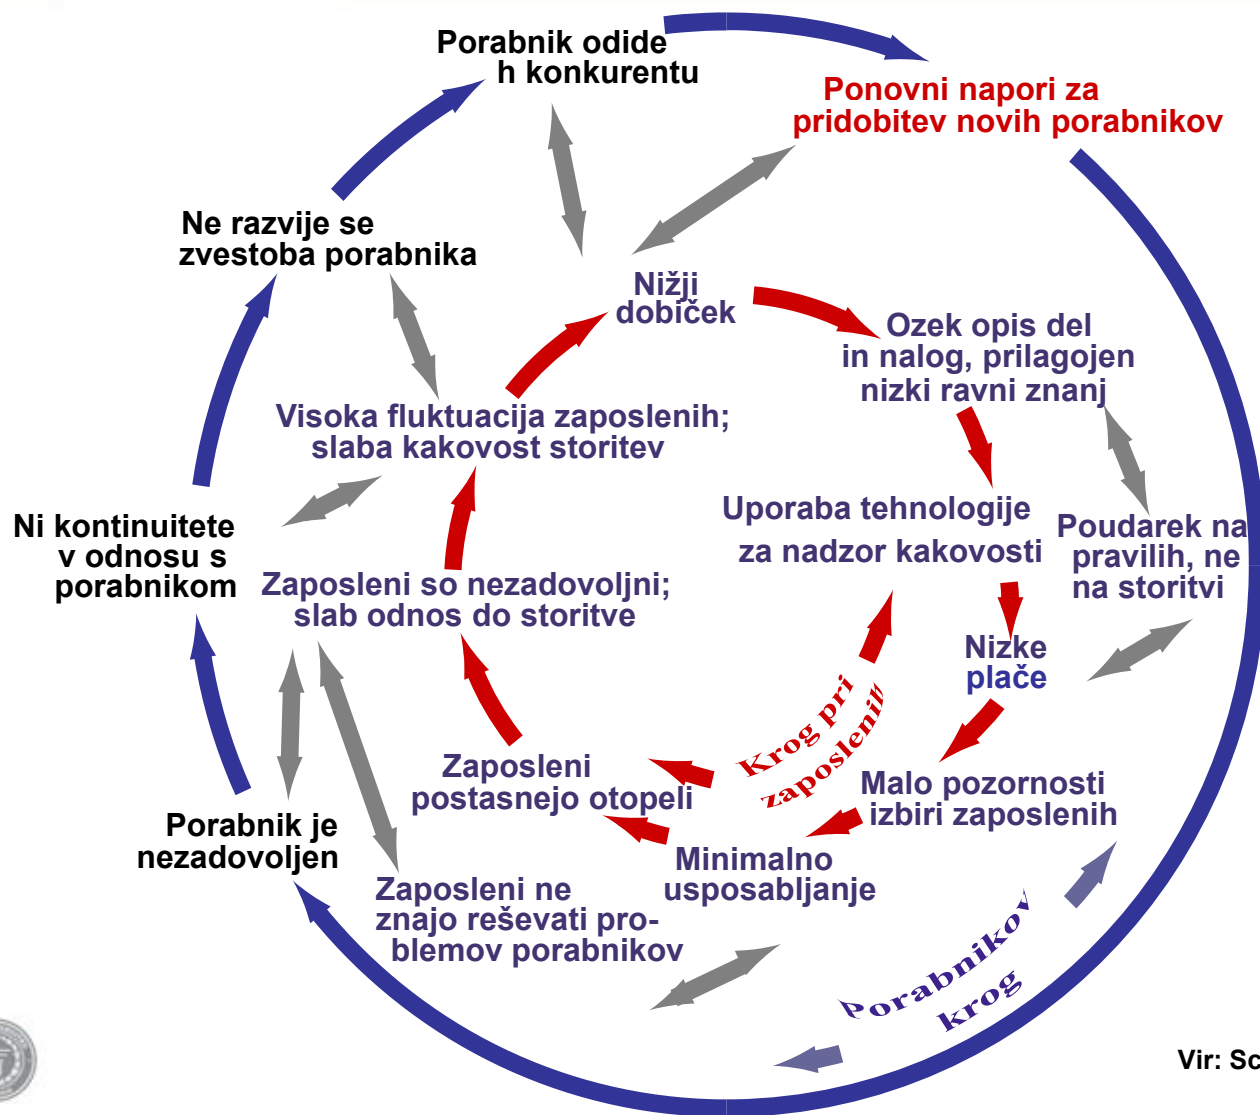 Porabnik odide
h konkurentu
Ponovni napori za
pridobitev novih porabnikov
Ne razvije se
zvestoba porabnika
Nižji
dobiček
Ozek opis del
in nalog, prilagojen
nizki ravni znanj
Visoka fluktuacija zaposlenih;
slaba kakovost storitev
Uporaba tehnologije
za nadzor kakovosti
Poudarek na
pravilih, ne
na storitvi
Ni kontinuitete
v odnosu s
porabnikom
Zaposleni so nezadovoljni;
slab odnos do storitve
Nizke
plače
Krog pri
zaposlenih
Zaposleni
postasnejo otopeli
Malo pozornosti
izbiri zaposlenih
Porabnik je
nezadovoljen
Minimalno
usposabljanje
Zaposleni ne
znajo reševati pro-
blemov porabnikov
Porabnikov
krog
Vir: Sc